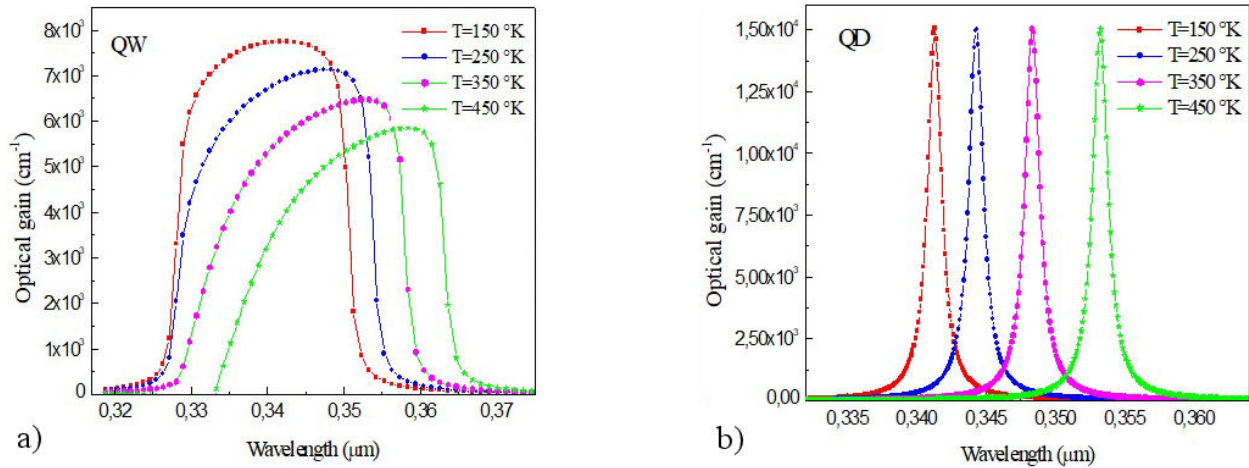 8x10³
7x10³
6x10³
5x10³
4x10³
3x10³
2x10³
1x10³
0
Optical gain (cm⁻¹)
QW
T=150 °K
T=250 °K
T=350 °K
T=450 °K
0,32 0,33 0,34 0,35 0,36 0,37
Wavelength (μm)
a)
1,50x10⁴
1,25x10⁴
1,00x10⁴
7,50x10³
5,00x10³
2,50x10³
0,00
Optical gain (cm⁻¹)
QD
T=150 °K
T=250 °K
T=350 °K
T=450 °K
0,335 0,340 0,345 0,350 0,355 0,360
Wavelength (μm)
b)